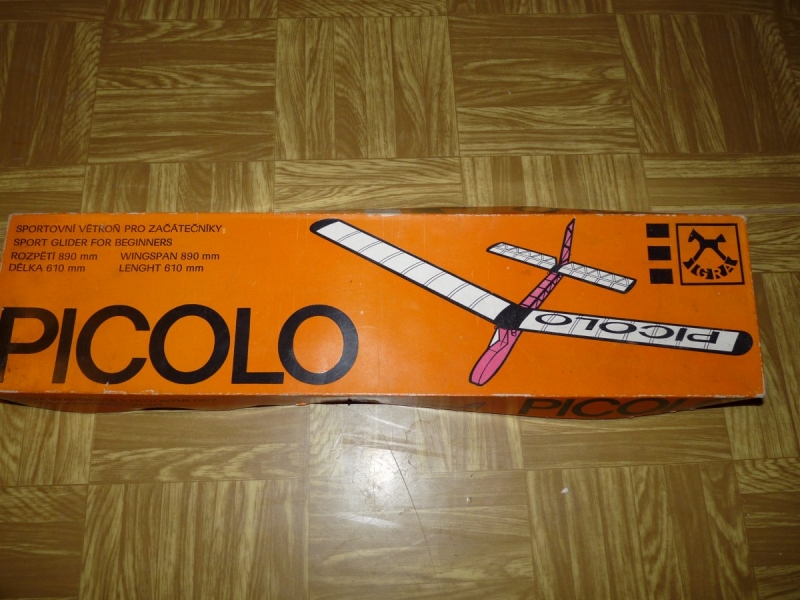 SPORTOVNÍ VĚTROŇ PRO ZAČÁTEČNÍKY
SPORT GLIDER FOR BEGINNERS
ROZPĚTÍ 890 mm WINGSPAN 890 mm
DÉLKA 610 mm LENGHT 610 mm
PICOLO
PICOLO
IGRA
PICOLO